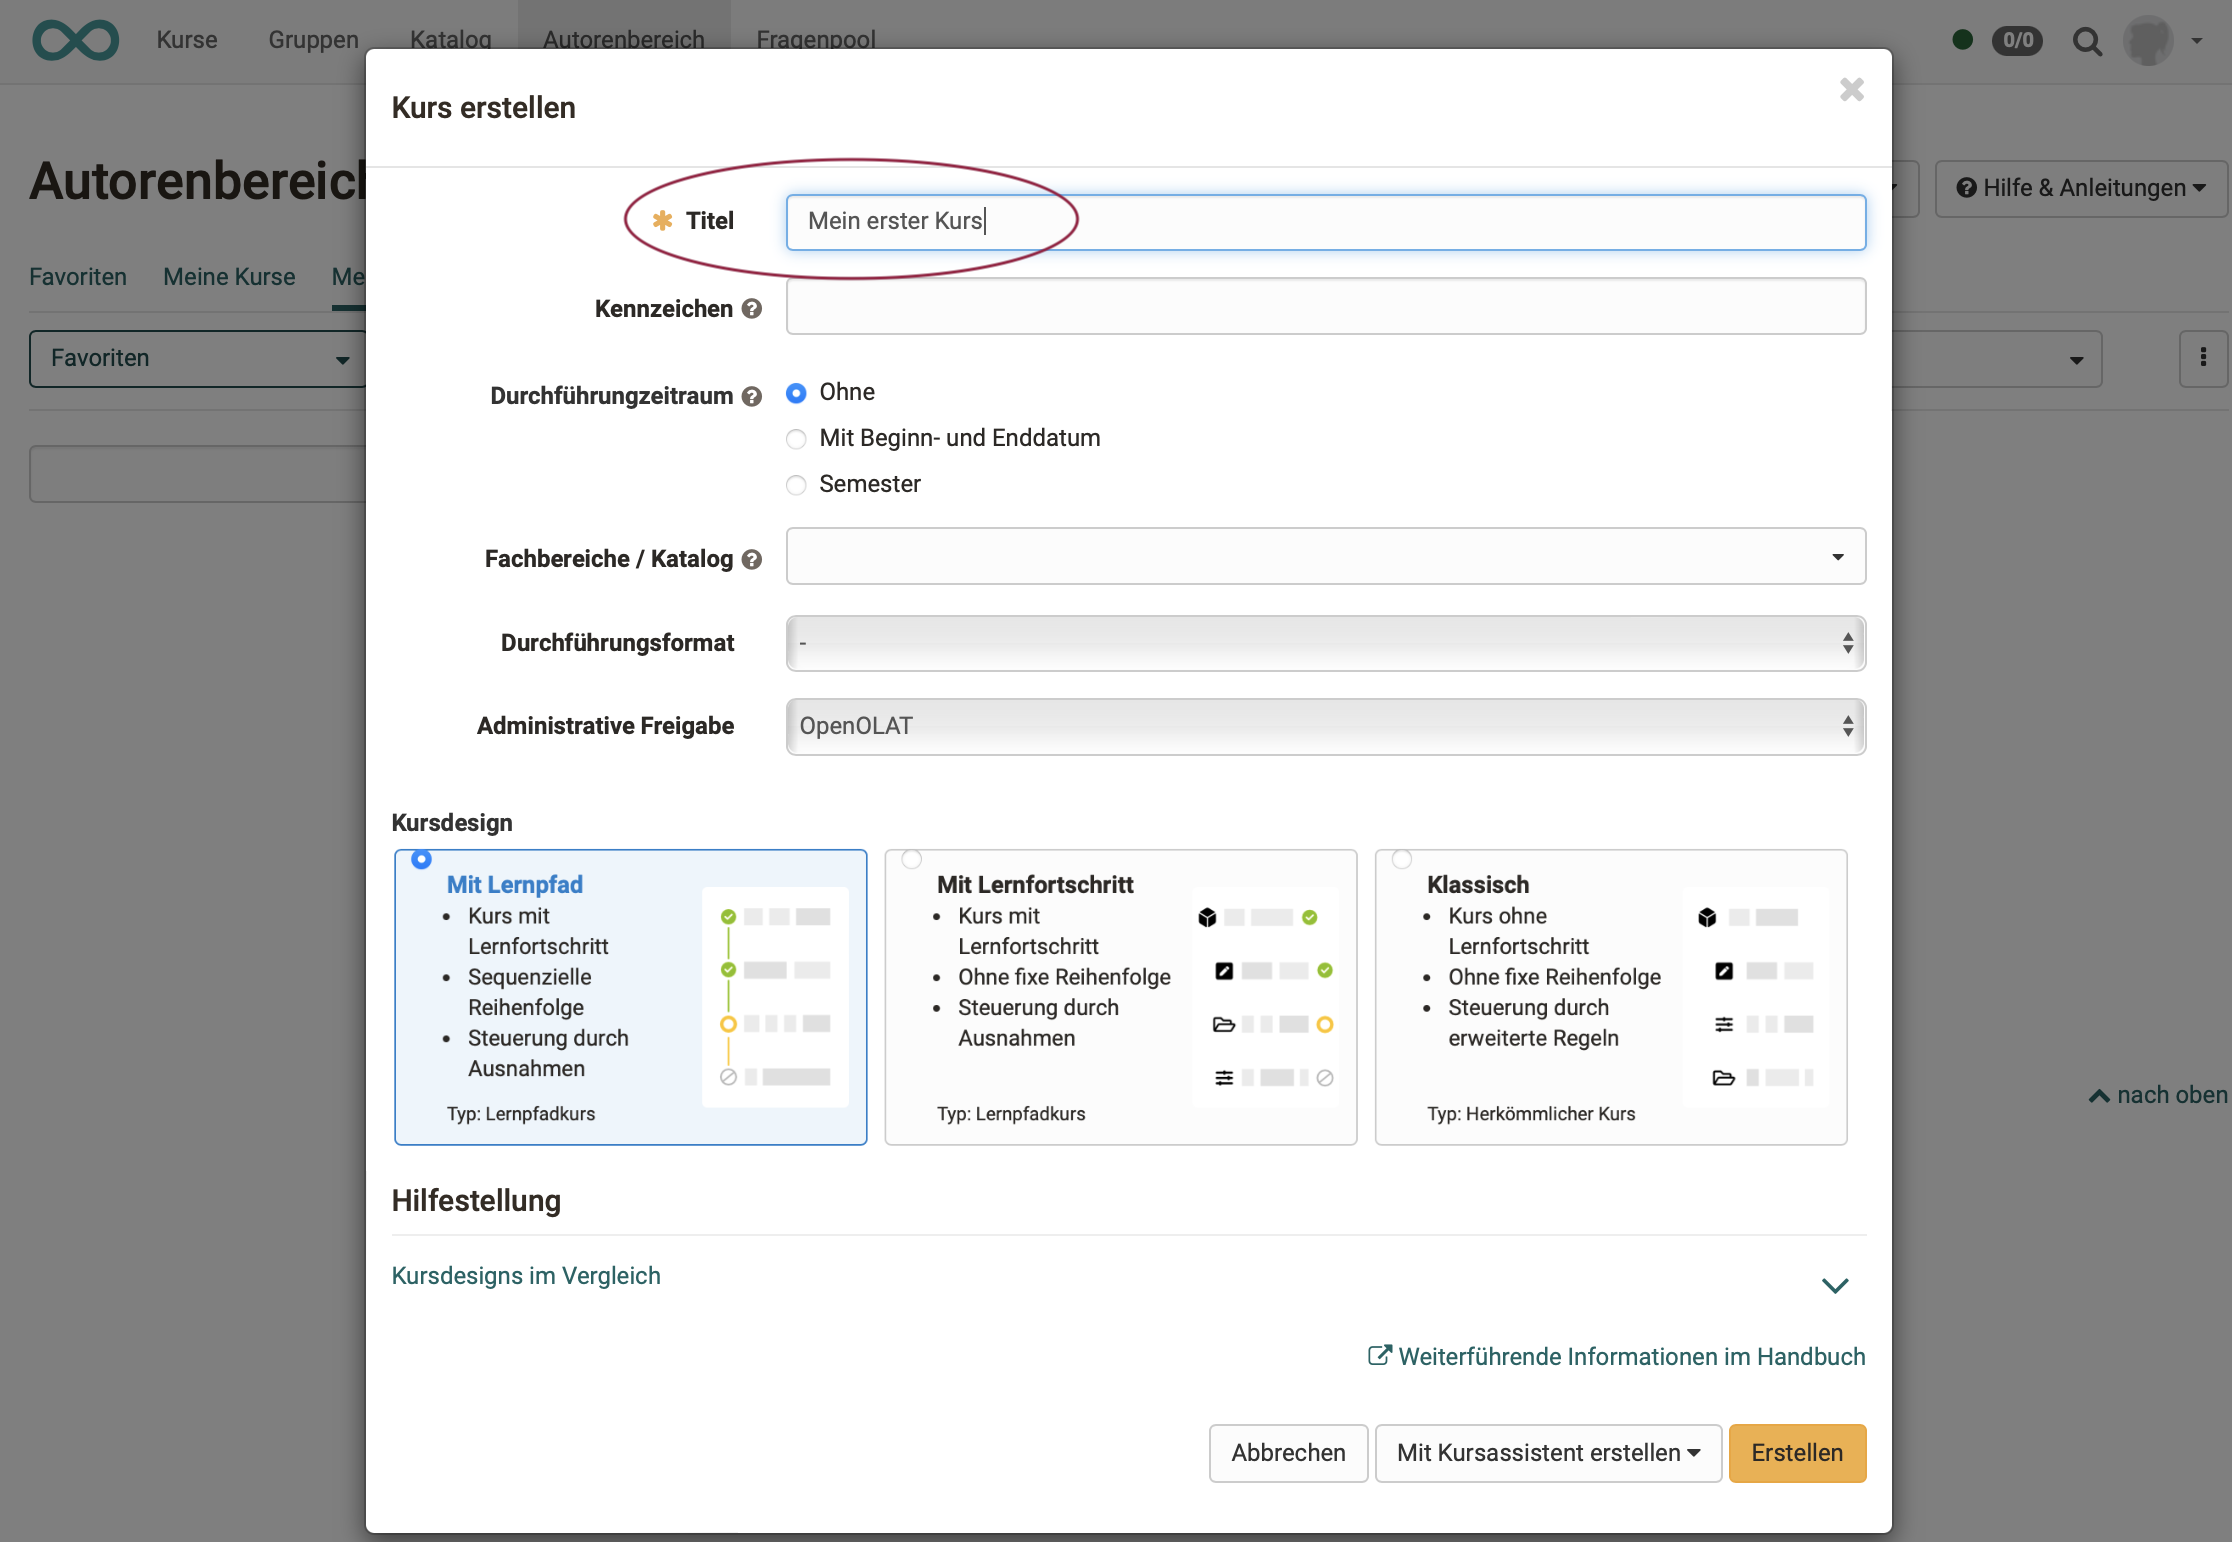 Kurse Gruppen Katalog Autorenbereich Fragenpool 0/0
Kurs erstellen
Autorenbereich
Hilfe & Anleitungen
Titel Mein erster Kurs
Favoriten Meine Kurse Me
Kennzeichen
Favoriten
Durchführungzeitraum Ohne
Mit Beginn- und Enddatum
Semester
Fachbereiche / Katalog
Durchführungsformat -
Administrative Freigabe OpenOLAT
Kursdesign
Mit Lernpfad
• Kurs mit
Lernfortschritt
• Sequenzielle
Reihenfolge
• Steuerung durch
Ausnahmen
Typ: Lernpfadkurs
Mit Lernfortschritt
• Kurs mit
Lernfortschritt
• Ohne fixe Reihenfolge
• Steuerung durch
Ausnahmen
Typ: Lernpfadkurs
Klassisch
• Kurs ohne
Lernfortschritt
• Ohne fixe Reihenfolge
• Steuerung durch
erweiterte Regeln
Typ: Herkömmlicher Kurs
nach oben
Hilfestellung
Kursdesigns im Vergleich
Weiterführende Informationen im Handbuch
Abbrechen Mit Kursassistent erstellen Erstellen